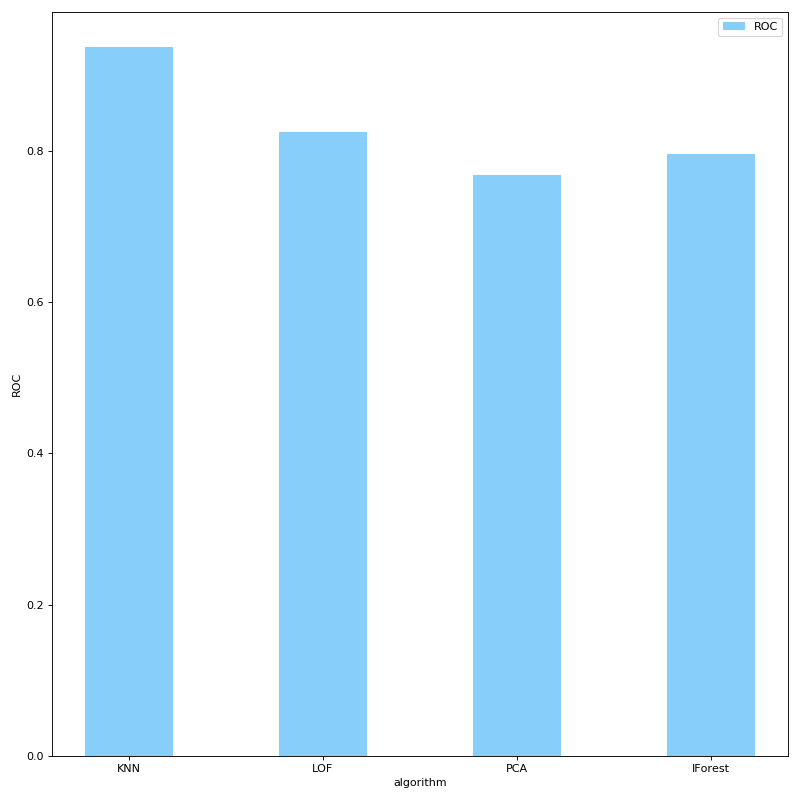 ROC
0.8
0.6
0.4
0.2
0.0
ROC
KNN LOF PCA IForest
algorithm